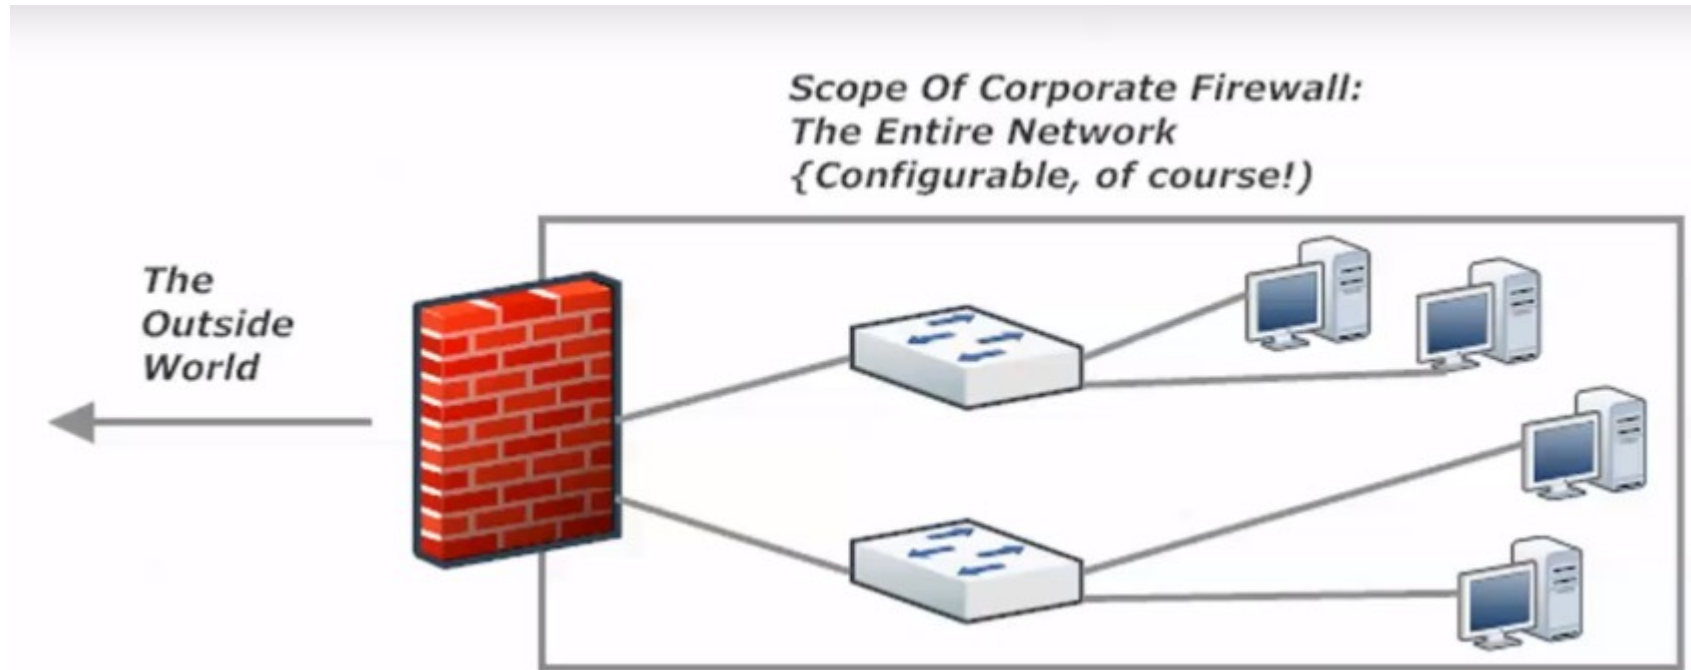 Scope Of Corporate Firewall:
The Entire Network
{Configurable, of course!)
The
Outside
World